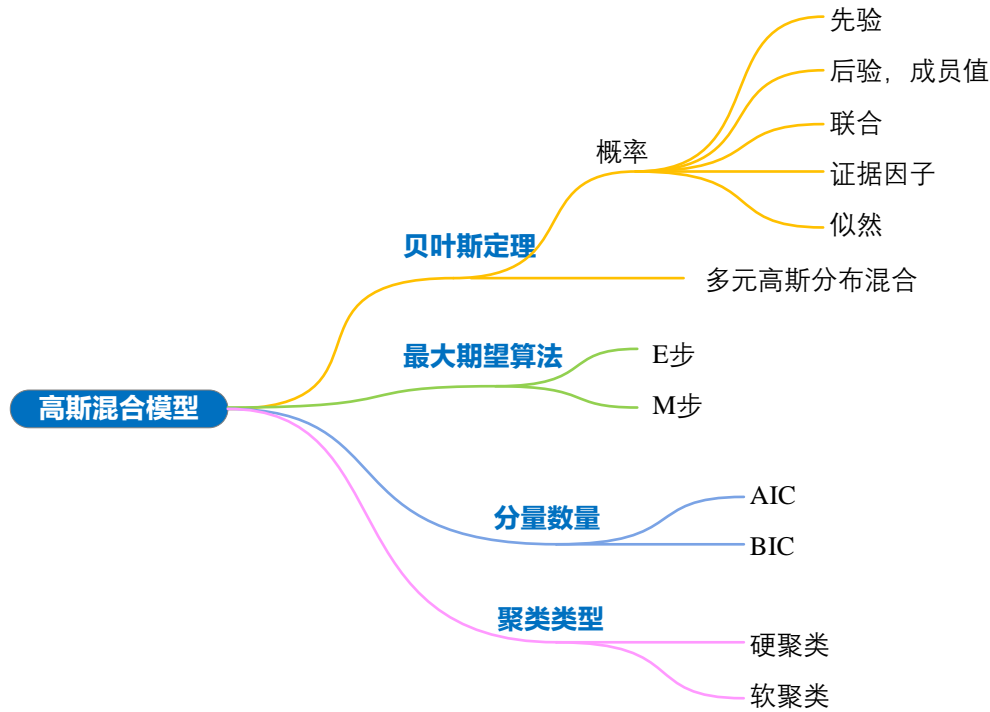 先验
后验，成员值
联合
概率
证据因子
似然
贝叶斯定理
多元高斯分布混合
最大期望算法
E步
M步
高斯混合模型
分量数量
AIC
BIC
聚类类型
硬聚类
软聚类